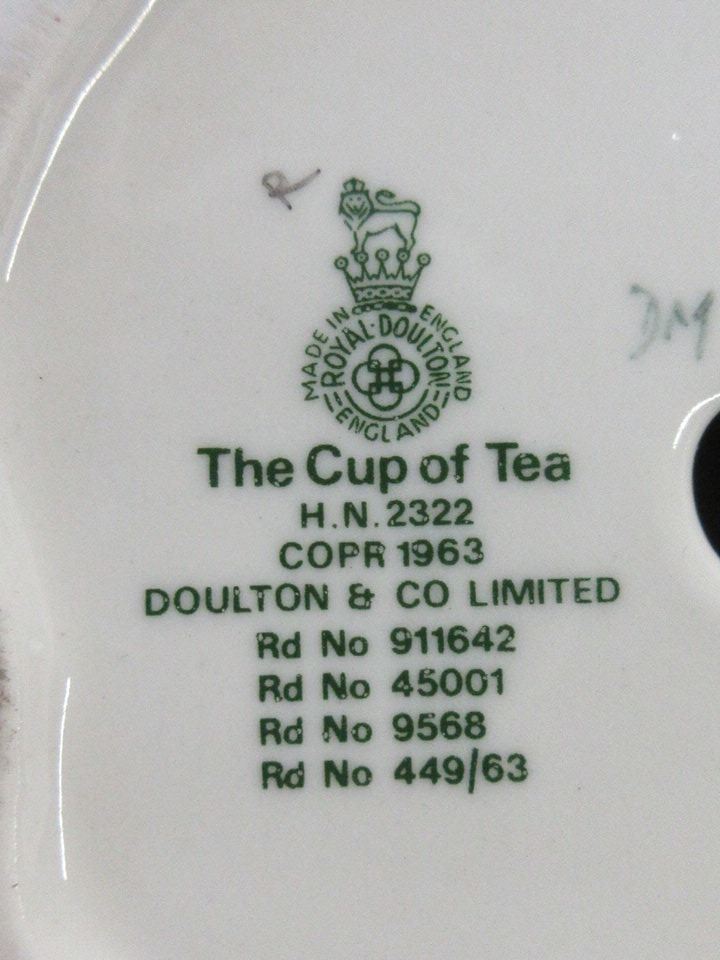 MADE IN ENGLAND
ROYAL·DOULTON
ENGLAND
DM
The Cup of Tea
H.N. 2322
COPR 1963
DOULTON & CO LIMITED
Rd No 911642
Rd No 45001
Rd No 9568
Rd No 449/63